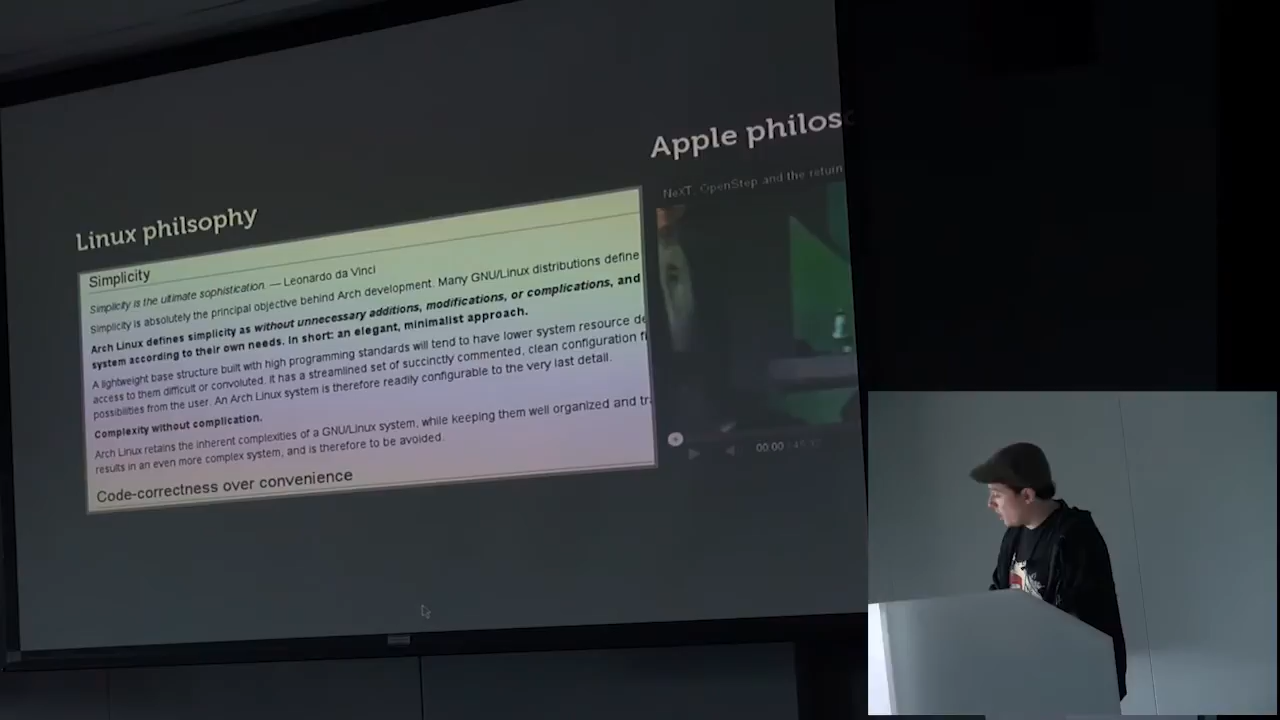 Linux philsophy
Simplicity
Simplicity is the ultimate sophistication. — Leonardo da Vinci
Simplicity is absolutely the principal objective behind Arch development. Many GNU/Linux distributions define
Arch Linux defines simplicity as without unnecessary additions, modifications, or complications, and
system according to their own needs. In short: an elegant, minimalist approach.
A lightweight base structure built with high programming standards will tend to have lower system resource de
access to them difficult or convoluted. It has a streamlined set of succinctly commented, clean configuration f
possibilities from the user. An Arch Linux system is therefore readily configurable to the very last detail.
Complexity without complication.
Arch Linux retains the inherent complexities of a GNU/Linux system, while keeping them well organized and tra
results in an even more complex system, and is therefore to be avoided.
Code-correctness over convenience
Apple philoso
NeXT, OpenStep and the return
00:00